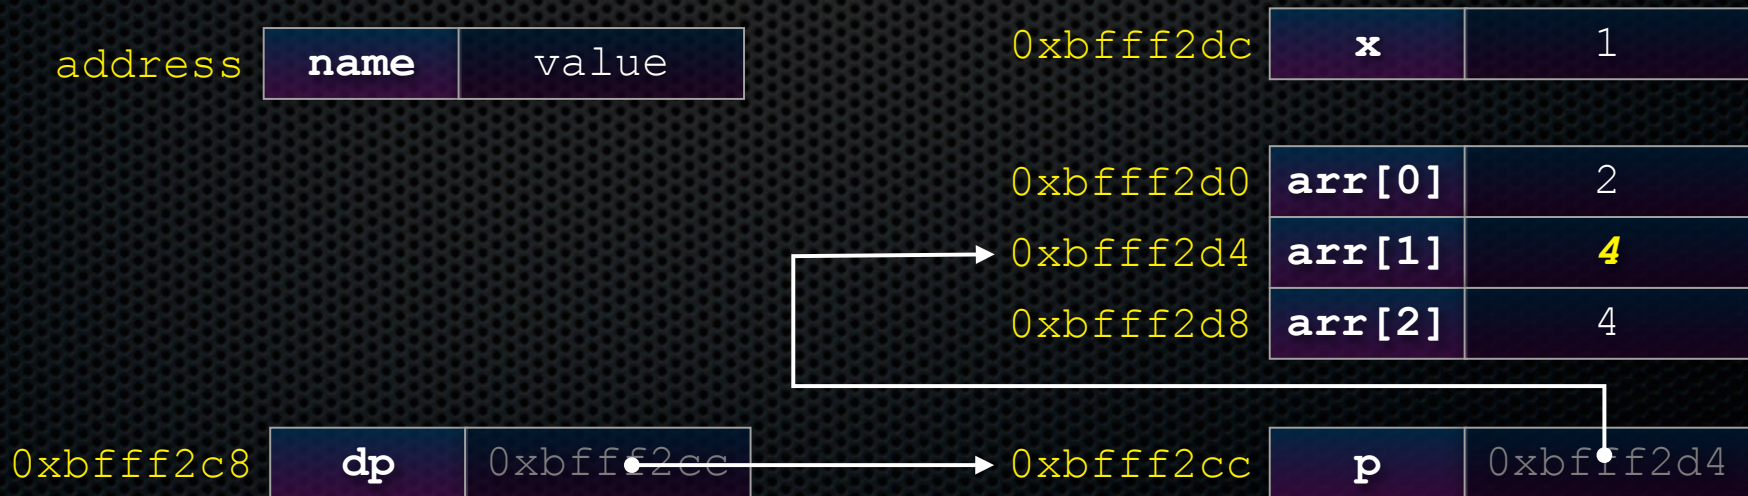 address name value
0xbfff2dc x 1
0xbfff2d0 arr[0] 2
0xbfff2d4 arr[1] 4
0xbfff2d8 arr[2] 4
0xbfff2c8 dp 0xbfff2cc
0xbfff2cc p 0xbfff2d4